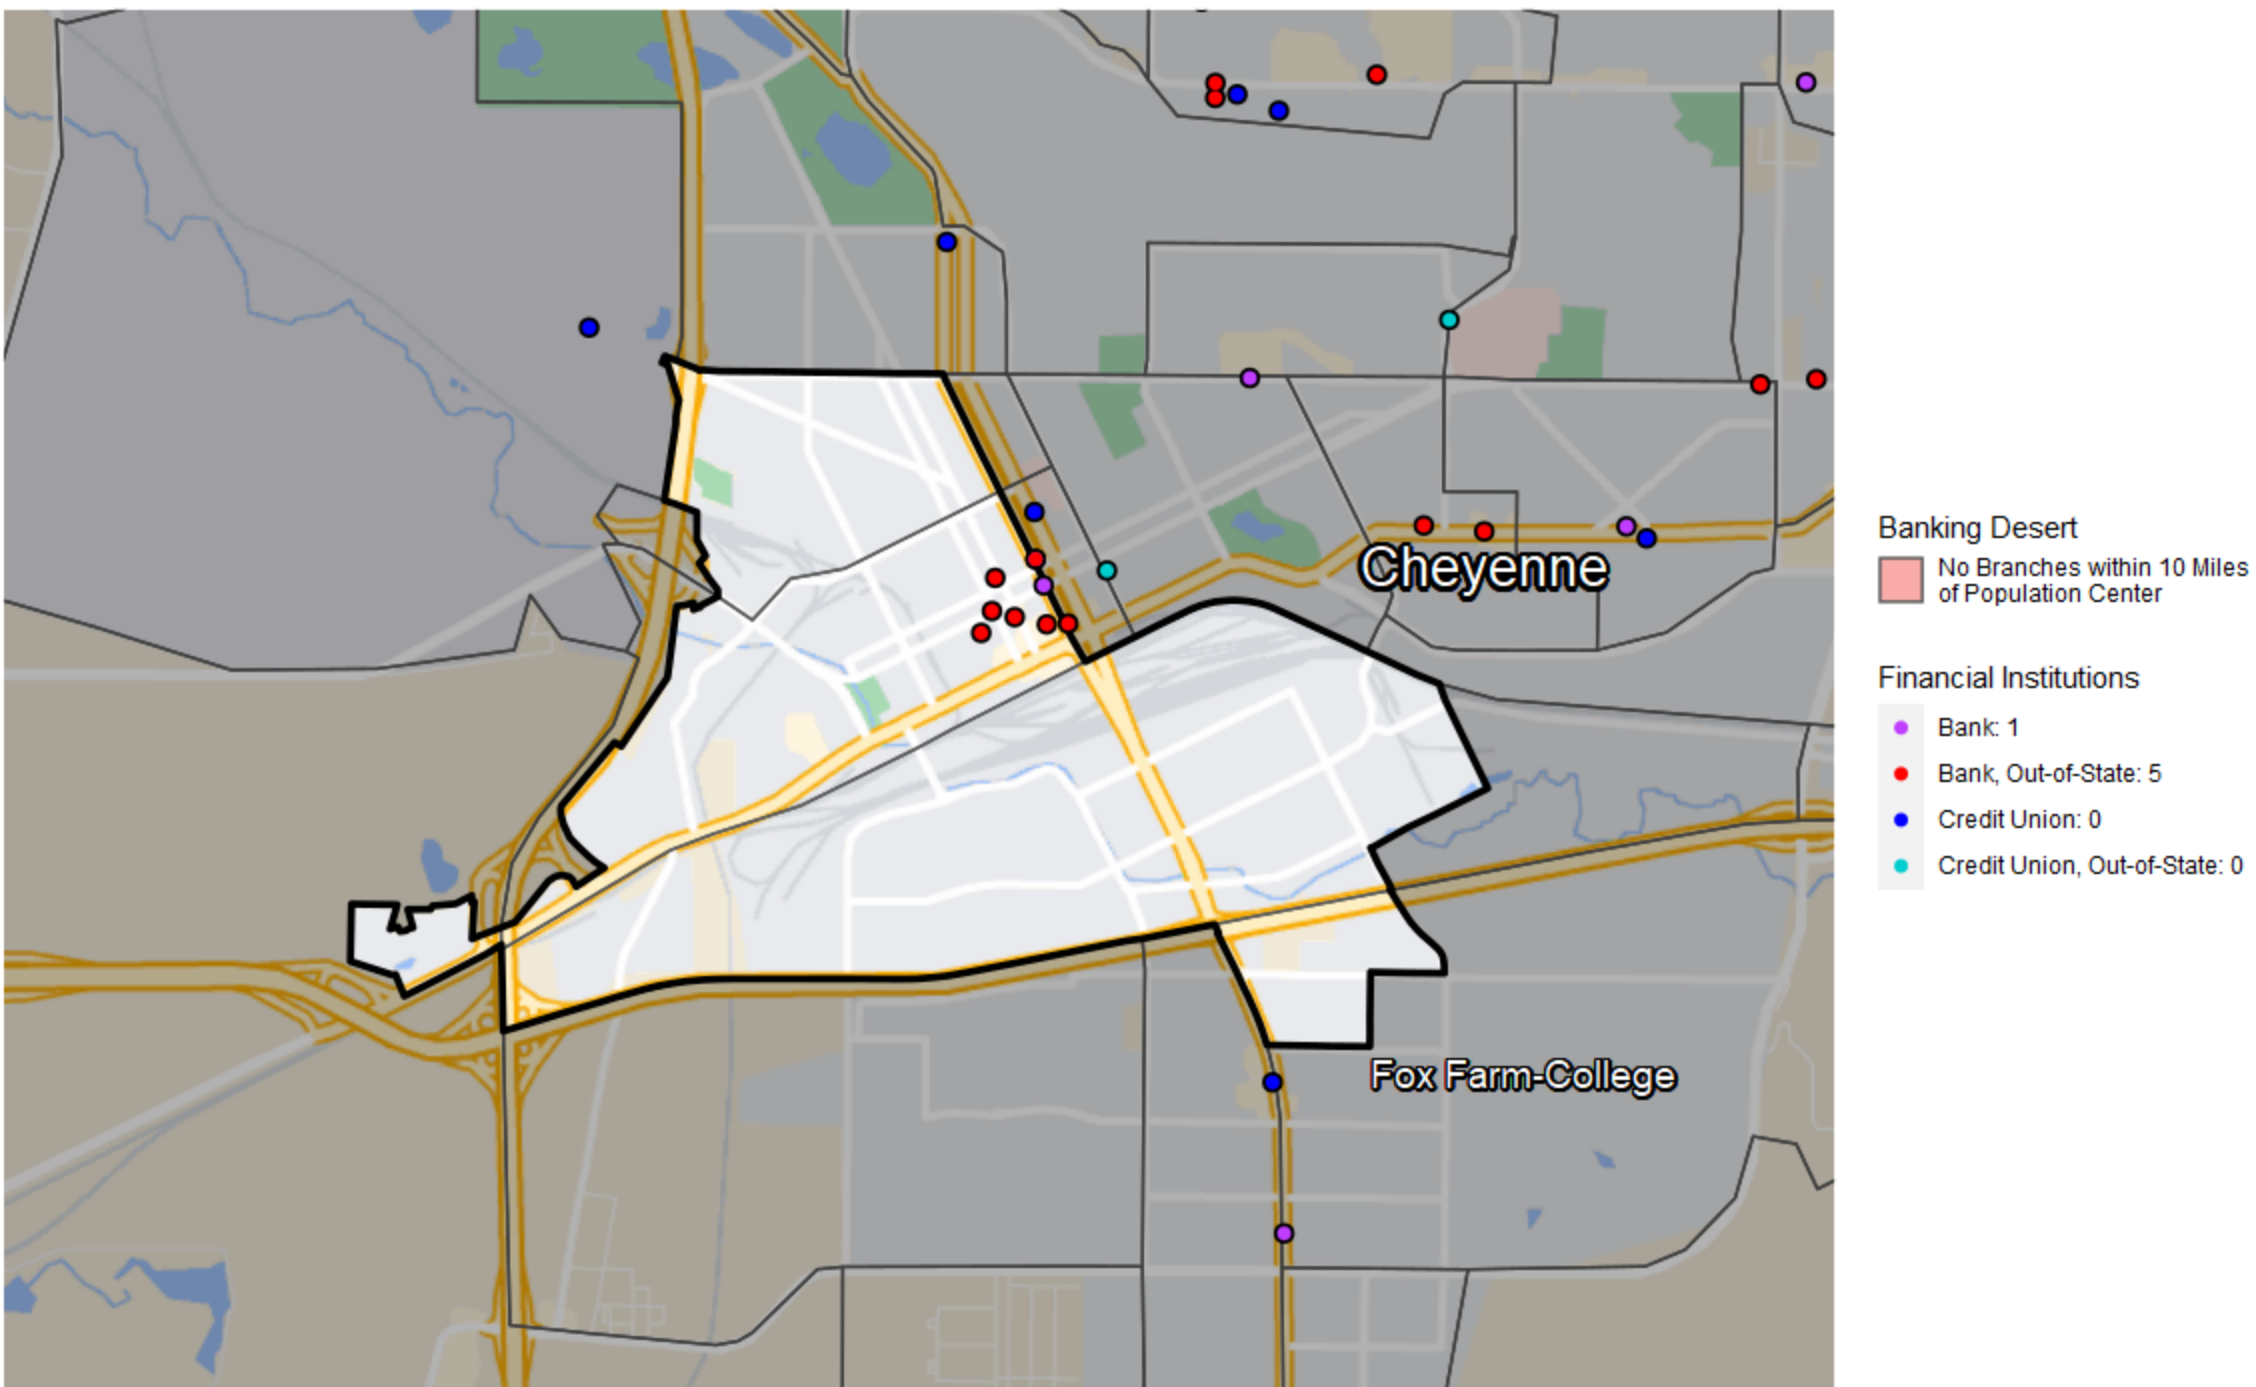 Cheyenne
Fox Farm-College
Banking Desert
No Branches within 10 Miles
of Population Center
Financial Institutions
Bank: 1
Bank, Out-of-State: 5
Credit Union: 0
Credit Union, Out-of-State: 0